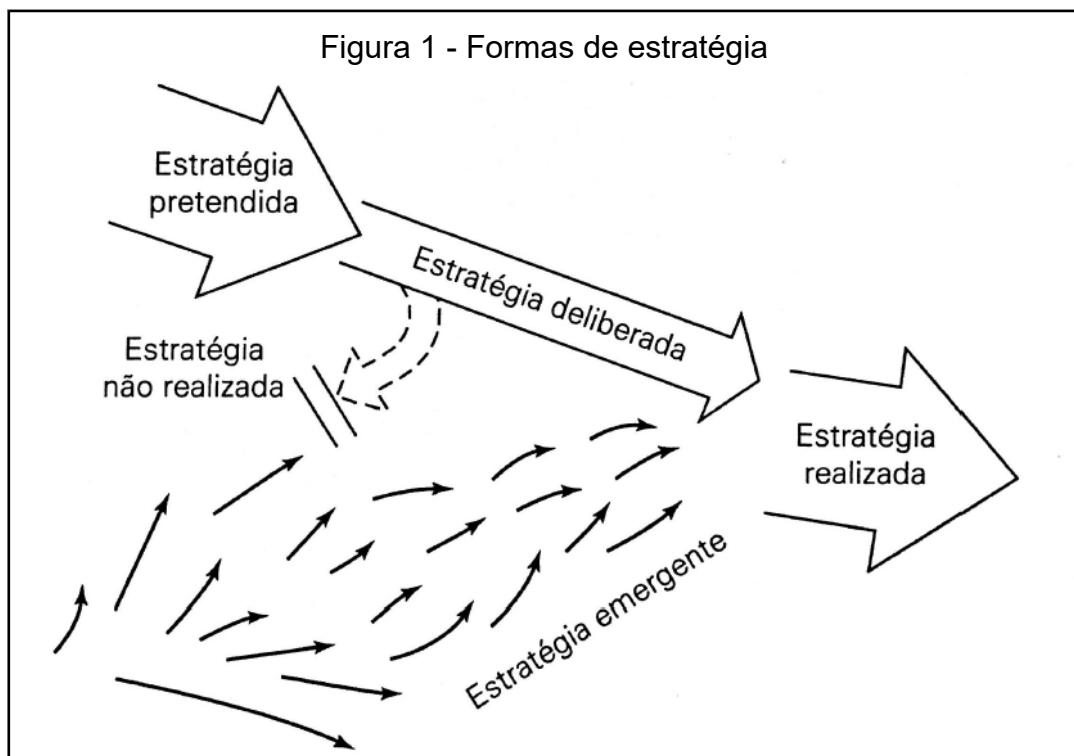 Figura 1 - Formas de estratégia
Estratégia
pretendida
Estratégia deliberada
Estratégia
não realizada
Estratégia
realizada
Estratégia emergente